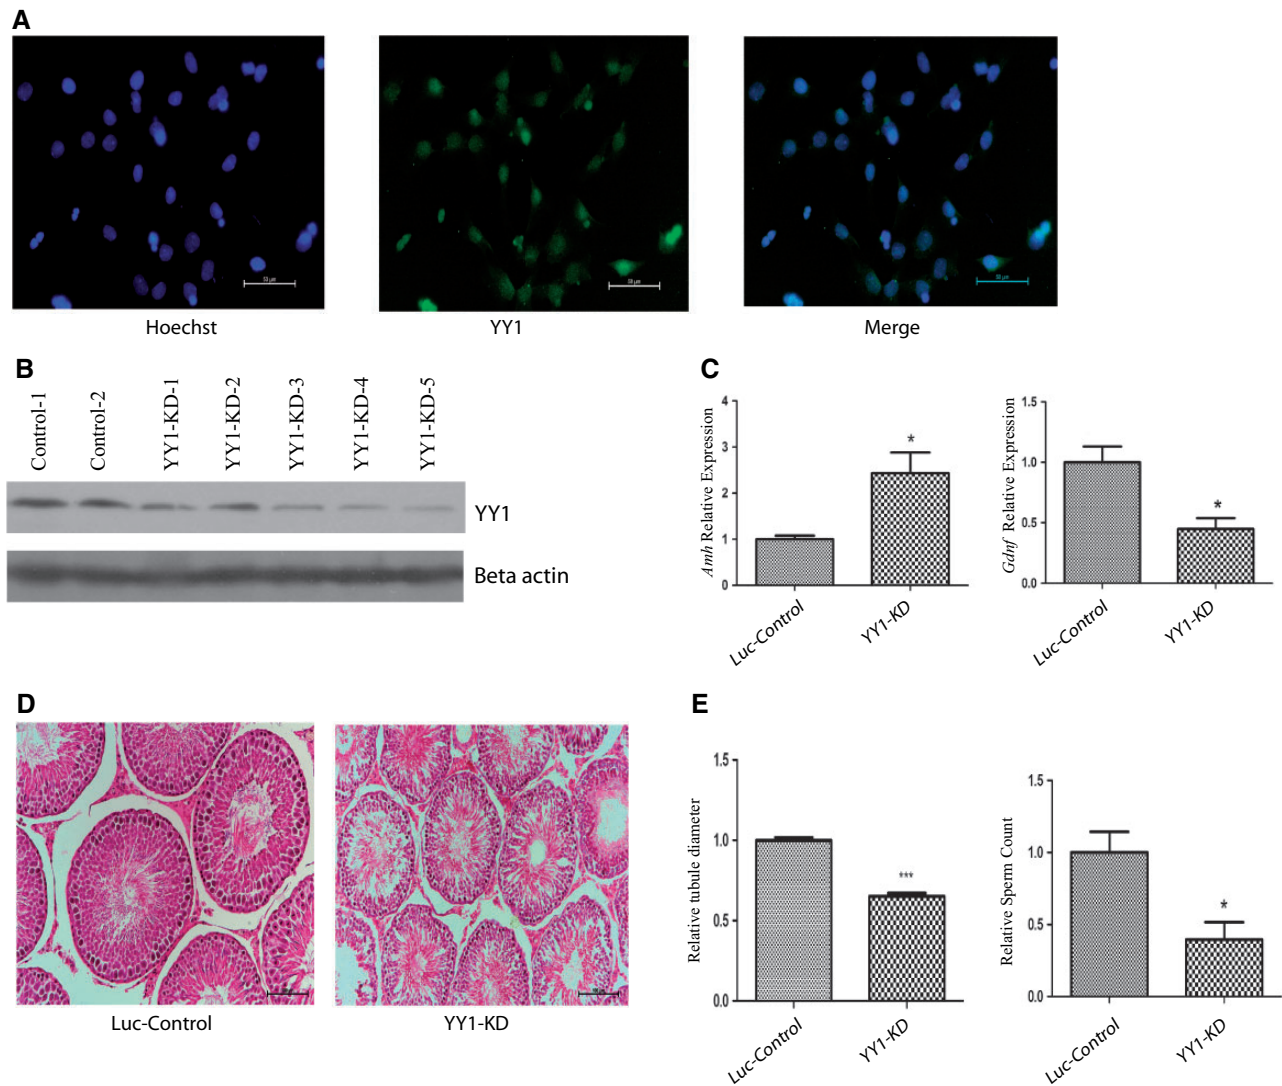 A
50 µm
Hoechst
YY1
Merge
B
Control-1
Control-2
YY1-KD-1
YY1-KD-2
YY1-KD-3
YY1-KD-4
YY1-KD-5
YY1
Beta actin
C
Amh Relative Expression
4
3
2
1
0
*
Luc-Control
YY1-KD
Gdnf Relative Expression
1.5
1.0
0.5
0.0
*
Luc-Control
YY1-KD
D
Luc-Control
YY1-KD
E
Relative tubule diameter
1.5
1.0
0.5
0.0
***
Luc-Control
YY1-KD
Relative Sperm Count
1.5
1.0
0.5
0.0
*
Luc-Control
YY1-KD